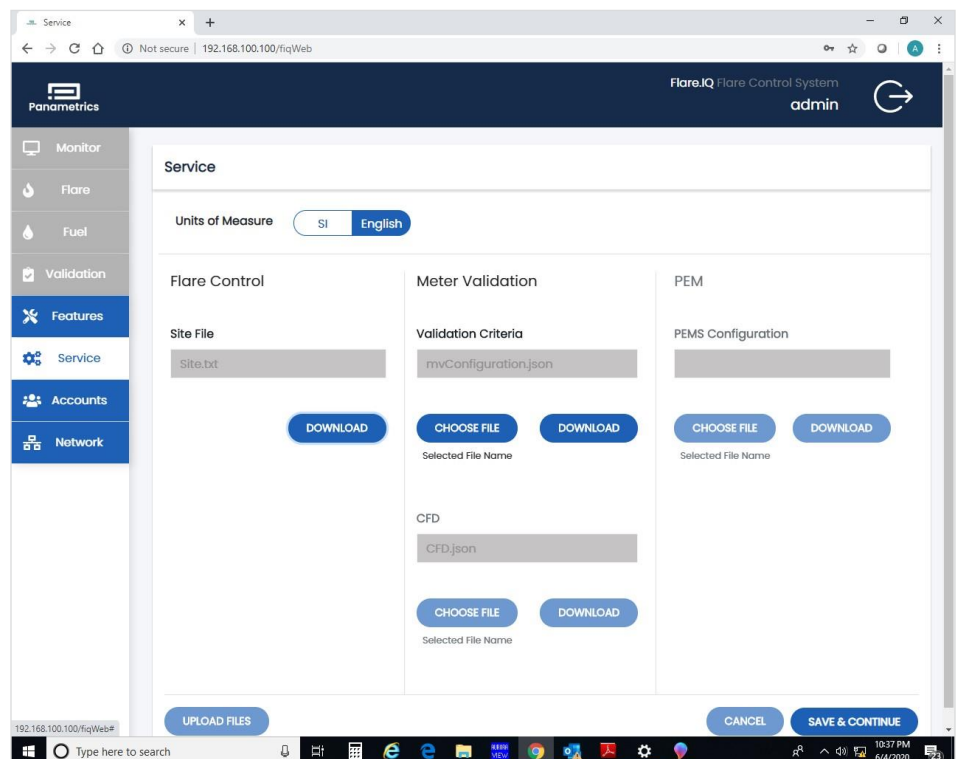 Service
Not secure | 192.168.100.100/fiqWeb
A
Panametrics
Flare.IQ Flare Control System
admin
Monitor
Flare
Fuel
Validation
Features
Service
Accounts
Network
Service
Units of Measure
SI
English
Flare Control
Meter Validation
PEM
Site File
Validation Criteria
PEMS Configuration
Site.txt
mvConfiguration.json
DOWNLOAD
CHOOSE FILE
DOWNLOAD
CHOOSE FILE
DOWNLOAD
Selected File Name
Selected File Name
CFD
CFD.json
CHOOSE FILE
DOWNLOAD
Selected File Name
UPLOAD FILES
CANCEL
SAVE & CONTINUE
192.168.100.100/fiqWeb#
Type here to search
10:37 PM
6/4/2020
23